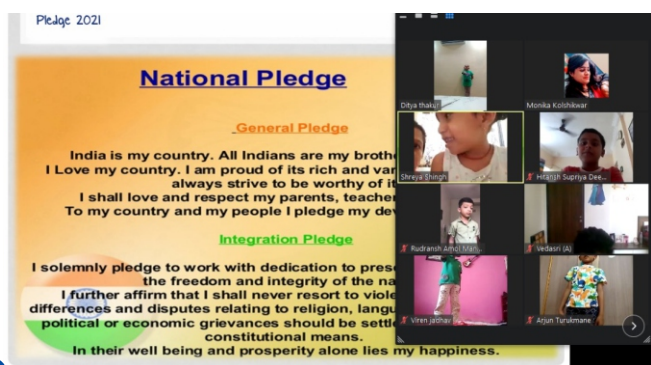 Pledge 2021
National Pledge
General Pledge
India is my country. All Indians are my brothe
I Love my country. I am proud of its rich and var
always strive to be worthy of it
I shall love and respect my parents, teacher
To my country and my people I pledge my dev
Integration Pledge
I solemnly pledge to work with dedication to pres
the freedom and integrity of the na
I further affirm that I shall never resort to viole
differences and disputes relating to religion, langu
political or economic grievances should be settl
constitutional means.
In their well being and prosperity alone lies my happiness.
Ditya thakur
Monika Kolshikwar
Shreya Shingh
Hitansh Supriya Dee...
Rudransh Amol Manj..
Vedasri (A)
Viren jadhav
Arjun Turukmane